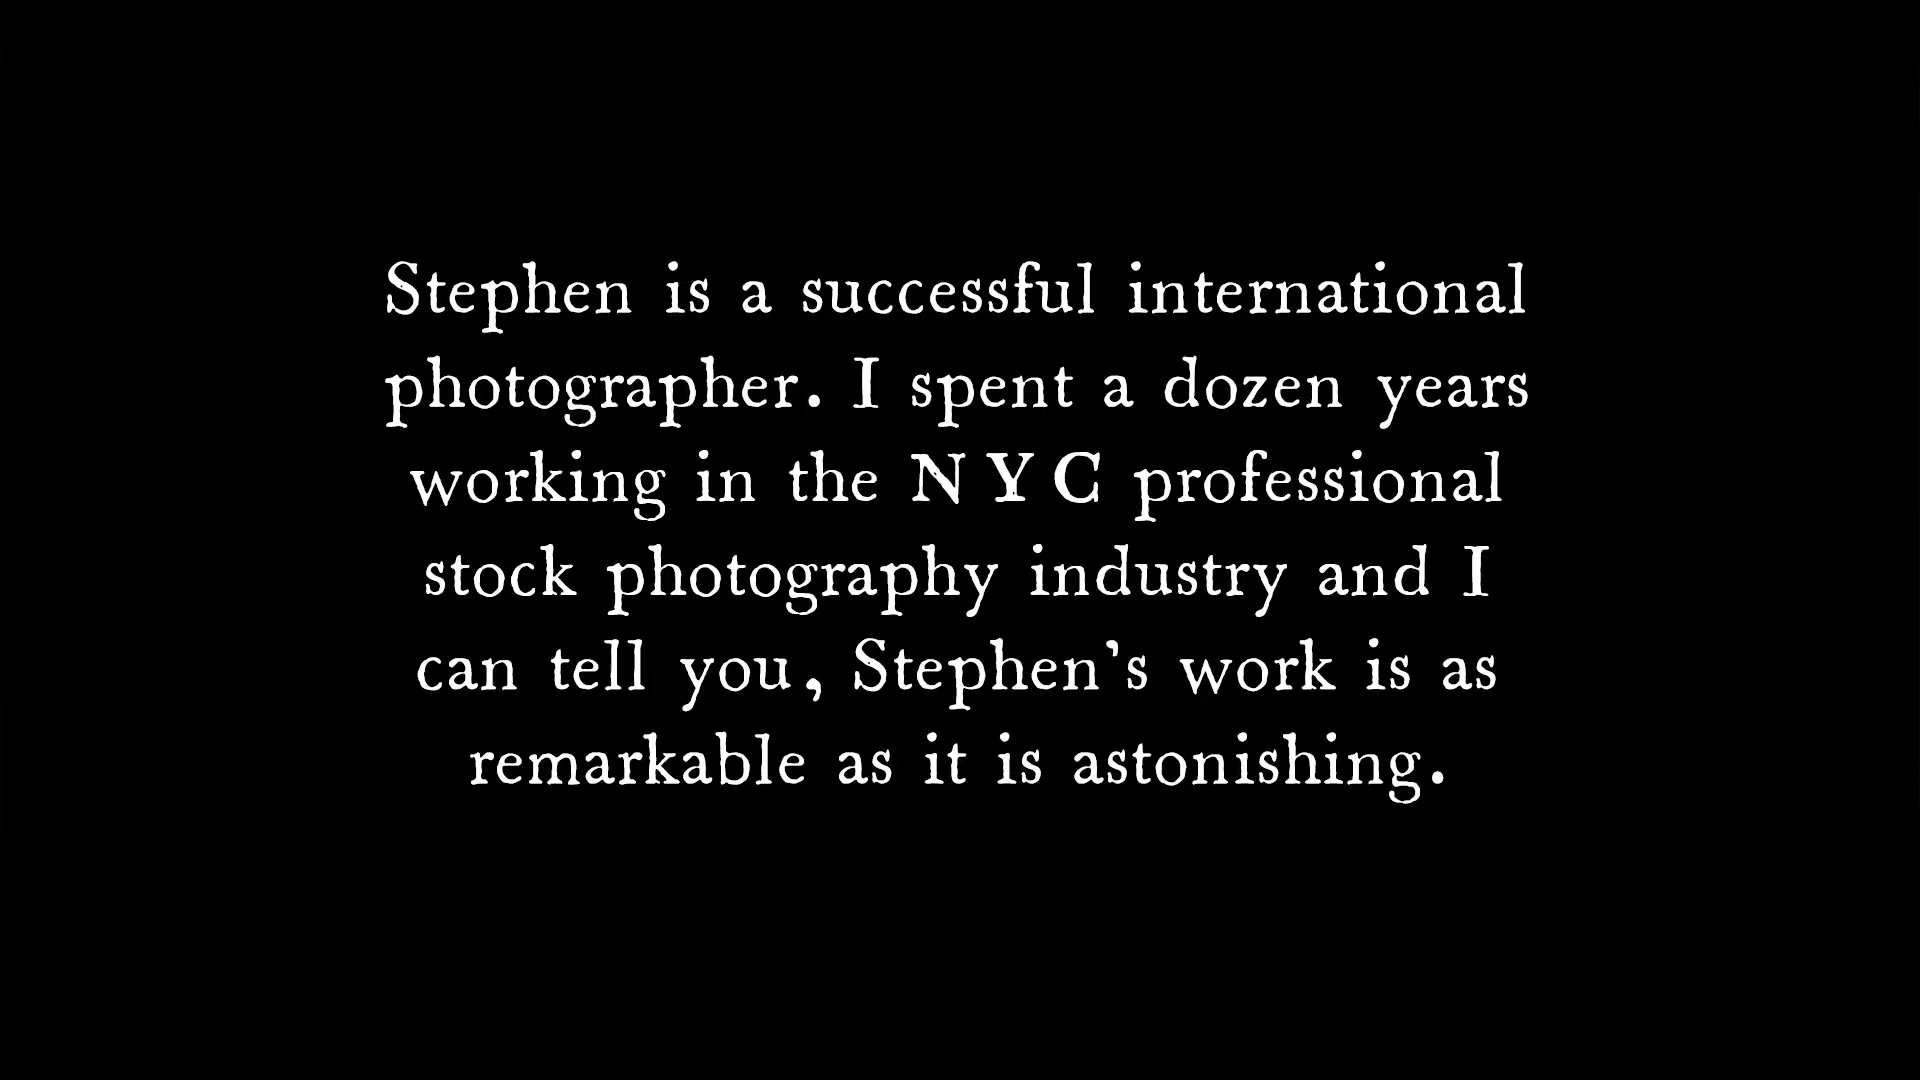 Stephen is a successful international
photographer. I spent a dozen years
working in the N Y C professional
stock photography industry and I
can tell you, Stephen’s work is as
remarkable as it is astonishing.